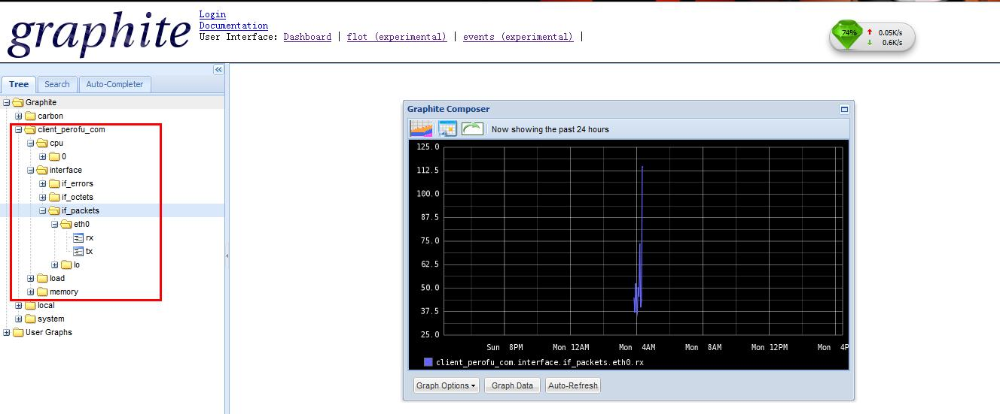 graphite
Login
Documentation
User Interface: Dashboard | flot (experimental) | events (experimental) |
74%
0.05K/s
0.6K/s
Tree
Search
Auto-Completer
Graphite
carbon
client_perofu_com
cpu
0
interface
if_errors
if_octets
if_packets
eth0
rx
tx
lo
load
memory
local
system
User Graphs
Graphite Composer
Now showing the past 24 hours
125.0
112.5
100.0
87.5
75.0
62.5
50.0
37.5
25.0
Sun 8PM Mon 12AM Mon 4AM Mon 8AM Mon 12PM Mon 4P
client_perofu_com.interface.if_packets.eth0.rx
Graph Options
Graph Data
Auto-Refresh